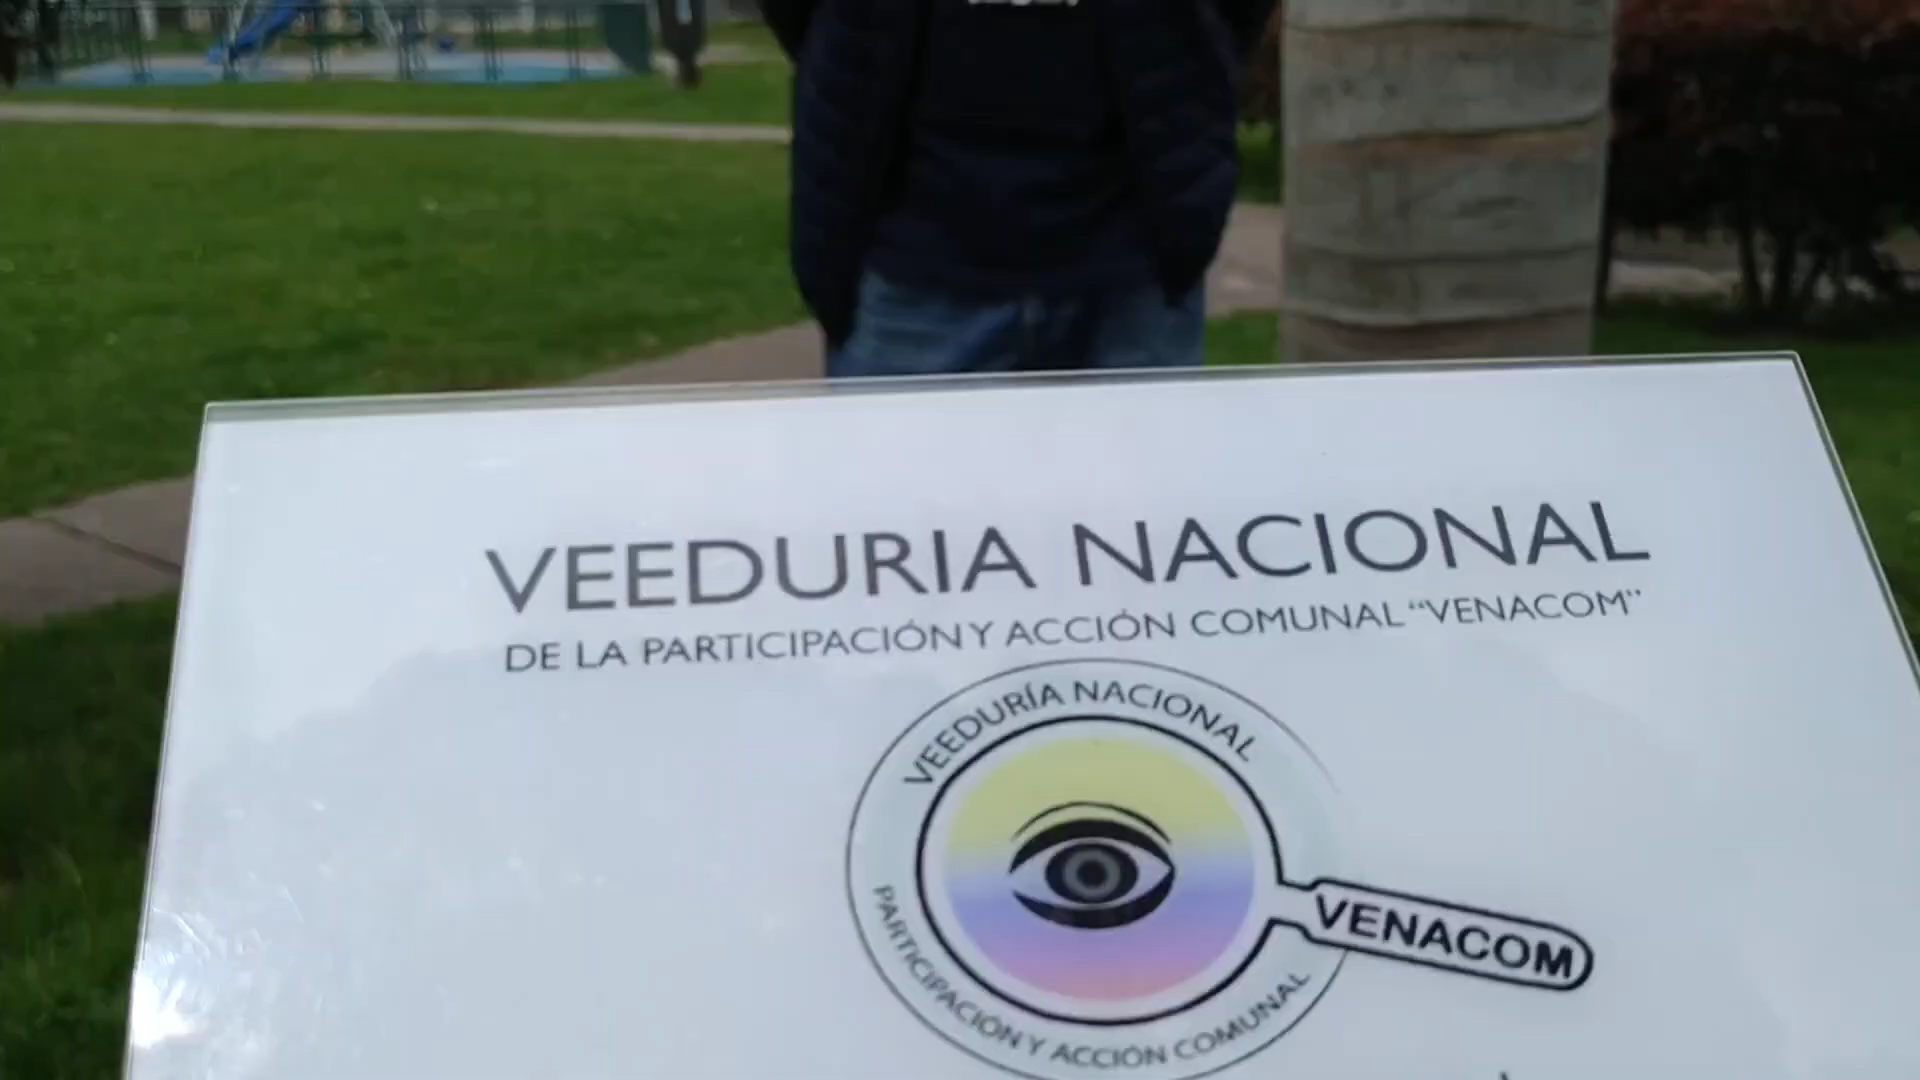 VEEDURIA NACIONAL
DE LA PARTICIPACIÓN Y ACCIÓN COMUNAL “VENACOM”
VEEDURÍA NACIONAL
VENACOM
PARTICIPACIÓN Y ACCIÓN COMUNAL